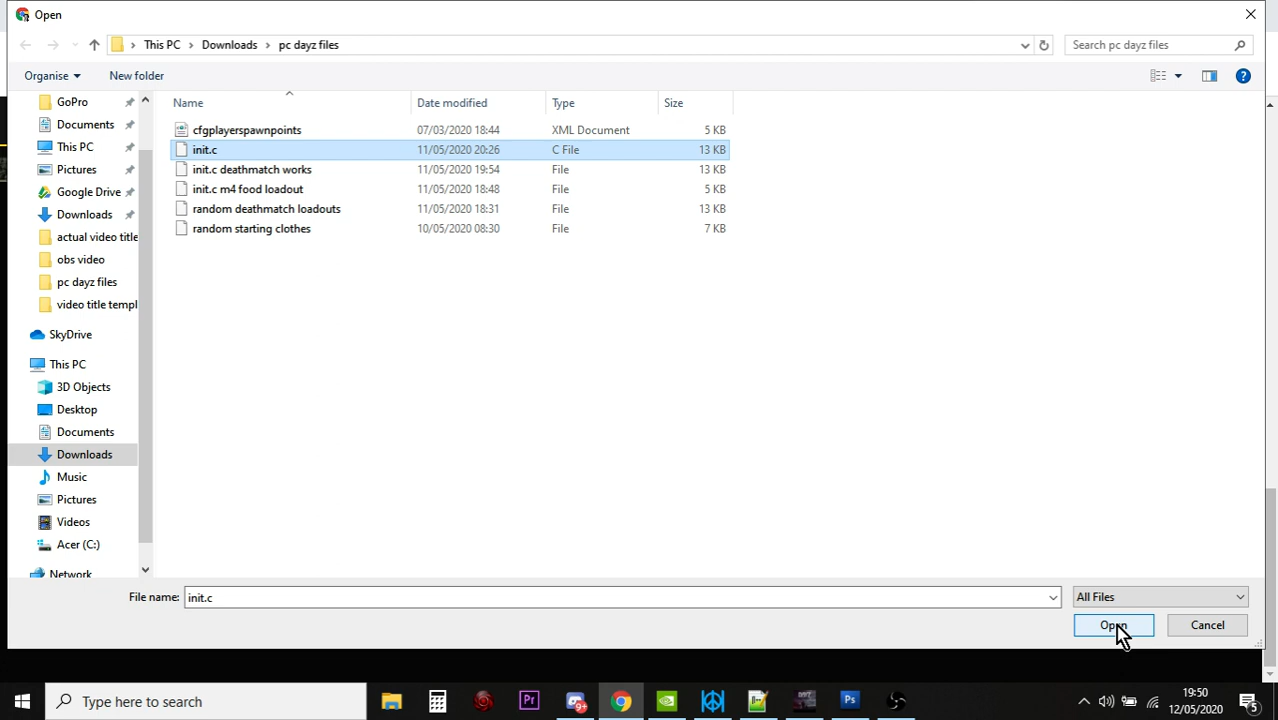 Open
This PC > Downloads > pc dayz files
Search pc dayz files
Organise
New folder
Name
Date modified
Type
Size
GoPro
Documents
This PC
Pictures
Google Drive
Downloads
actual video title
obs video
pc dayz files
video title templ
SkyDrive
This PC
3D Objects
Desktop
Documents
Downloads
Music
Pictures
Videos
Acer (C:)
Network
cfgplayerspawnpoints 07/03/2020 18:44 XML Document 5 KB
init.c 11/05/2020 20:26 C File 13 KB
init.c deathmatch works 11/05/2020 19:54 File 13 KB
init.c m4 food loadout 11/05/2020 18:48 File 5 KB
random deathmatch loadouts 11/05/2020 18:31 File 13 KB
random starting clothes 10/05/2020 08:30 File 7 KB
File name: init.c
All Files
Open
Cancel
Type here to search
Pr
Ps
19:50
12/05/2020
5